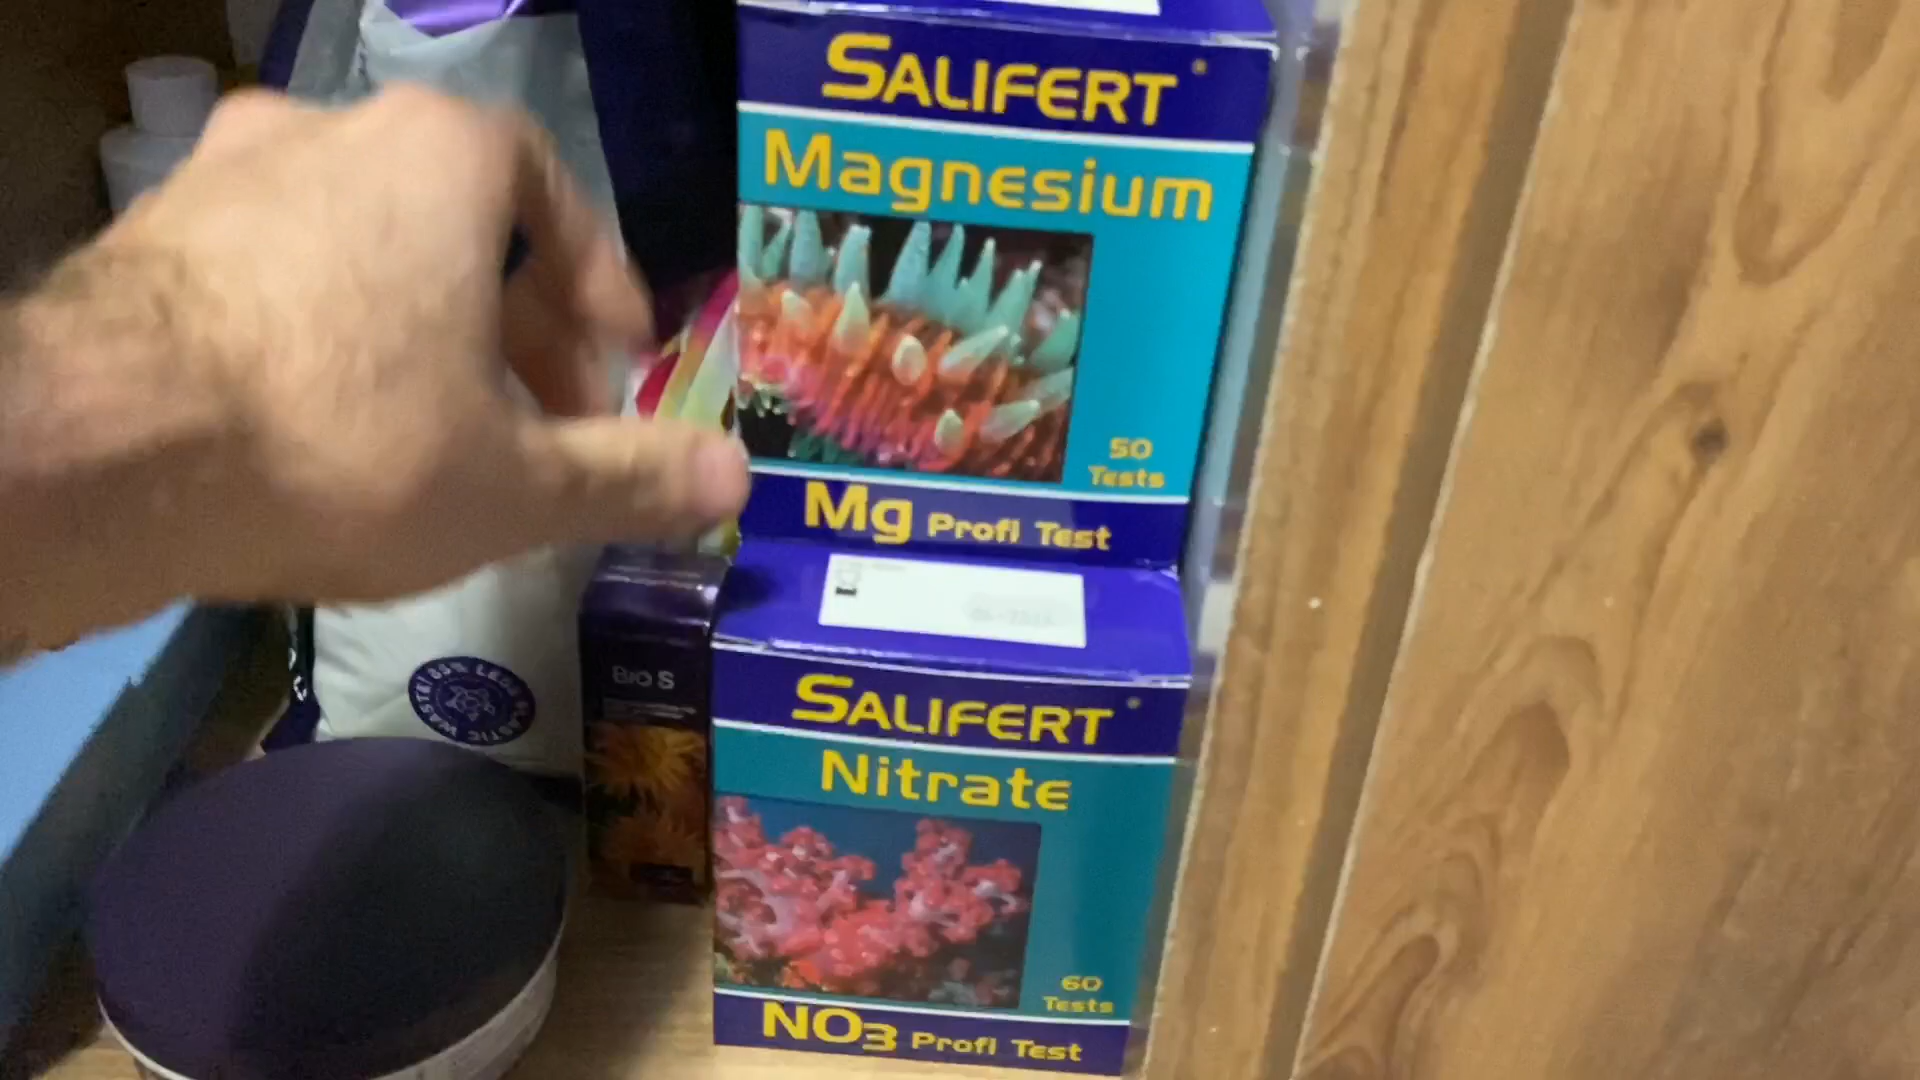 SALIFERT
Magnesium
50
Tests
Mg Profi Test
SALIFERT
Nitrate
60
Tests
NO3 Profi Test
BIO S